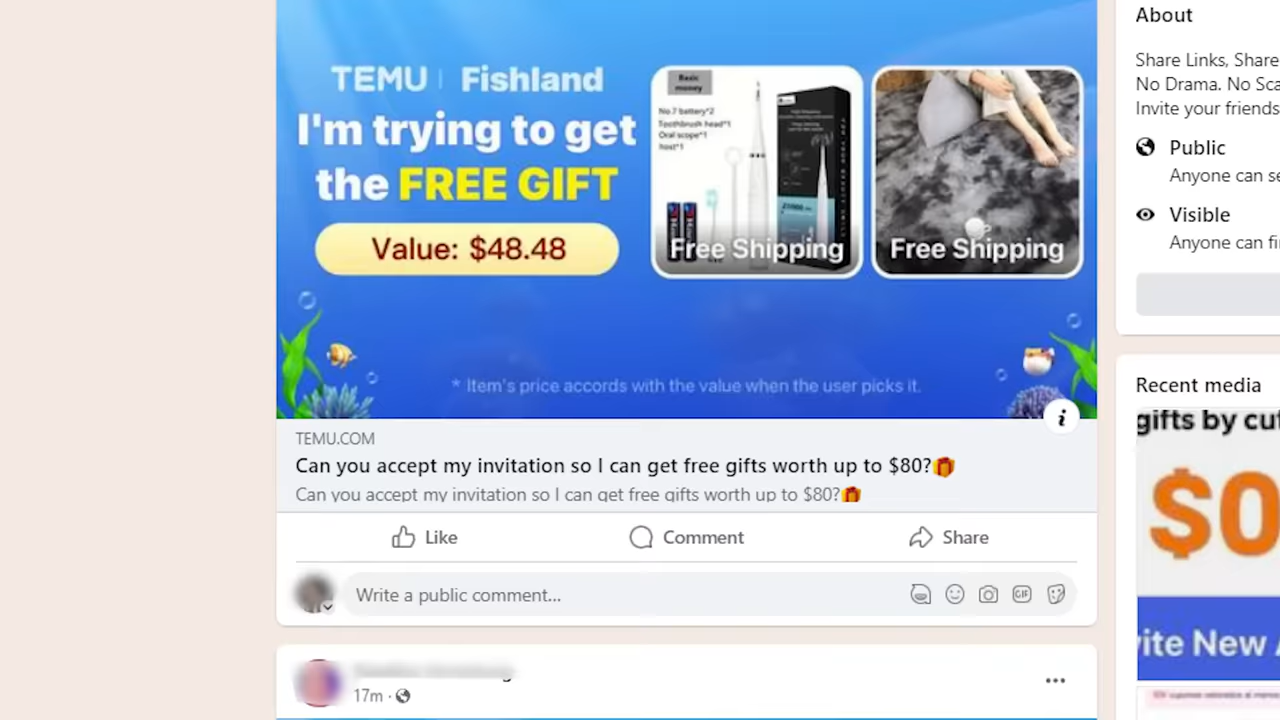 TEMU | Fishland
I'm trying to get
the FREE GIFT
Value: $48.48
Basic
money
No.7 battery*2
Toothbrush head*1
Oral scope*1
host*1
Free Shipping
Free Shipping
* Item's price accords with the value when the user picks it.
TEMU.COM
Can you accept my invitation so I can get free gifts worth up to $80?🎁
Can you accept my invitation so I can get free gifts worth up to $80?🎁
Like
Comment
Share
Write a public comment...
GIF
17m ·
About
Share Links, Share
No Drama. No Sca
Invite your friends
Public
Anyone can se
Visible
Anyone can fi
Recent media
gifts by cu
$0
ite New